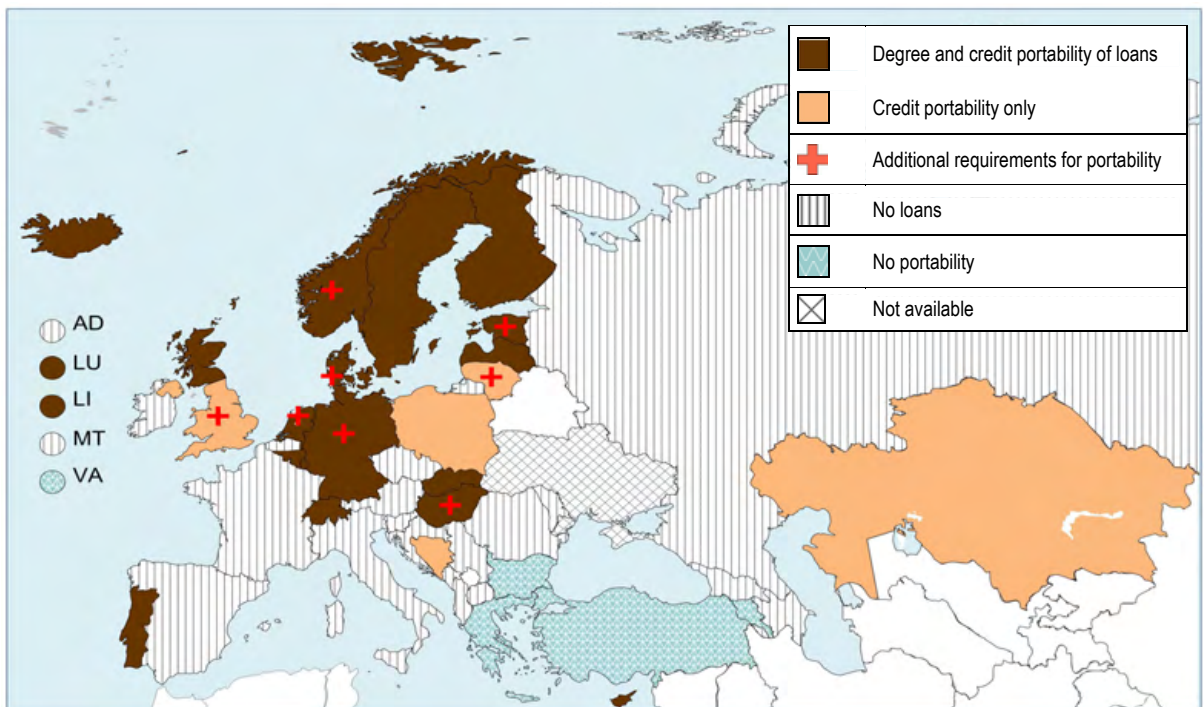 Degree and credit portability of loans
Credit portability only
Additional requirements for portability
No loans
No portability
Not available
AD
LU
LI
MT
VA